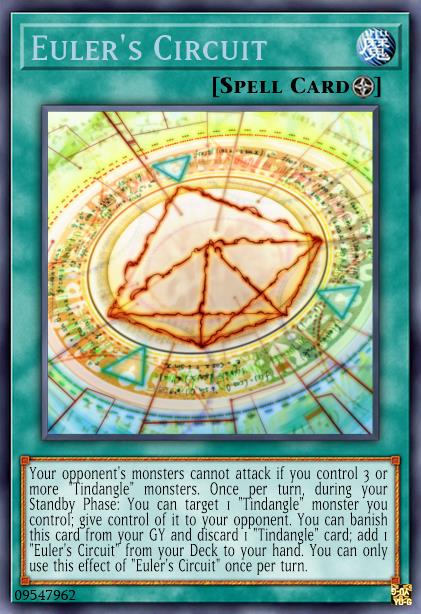 Euler's Circuit
魔
[Spell Card]
Your opponent's monsters cannot attack if you control 3 or
more "Tindangle" monsters. Once per turn, during your
Standby Phase: You can target 1 "Tindangle" monster you
control; give control of it to your opponent. You can banish
this card from your GY and discard 1 "Tindangle" card; add 1
"Euler's Circuit" from your Deck to your hand. You can only
use this effect of "Euler's Circuit" once per turn.
09547962